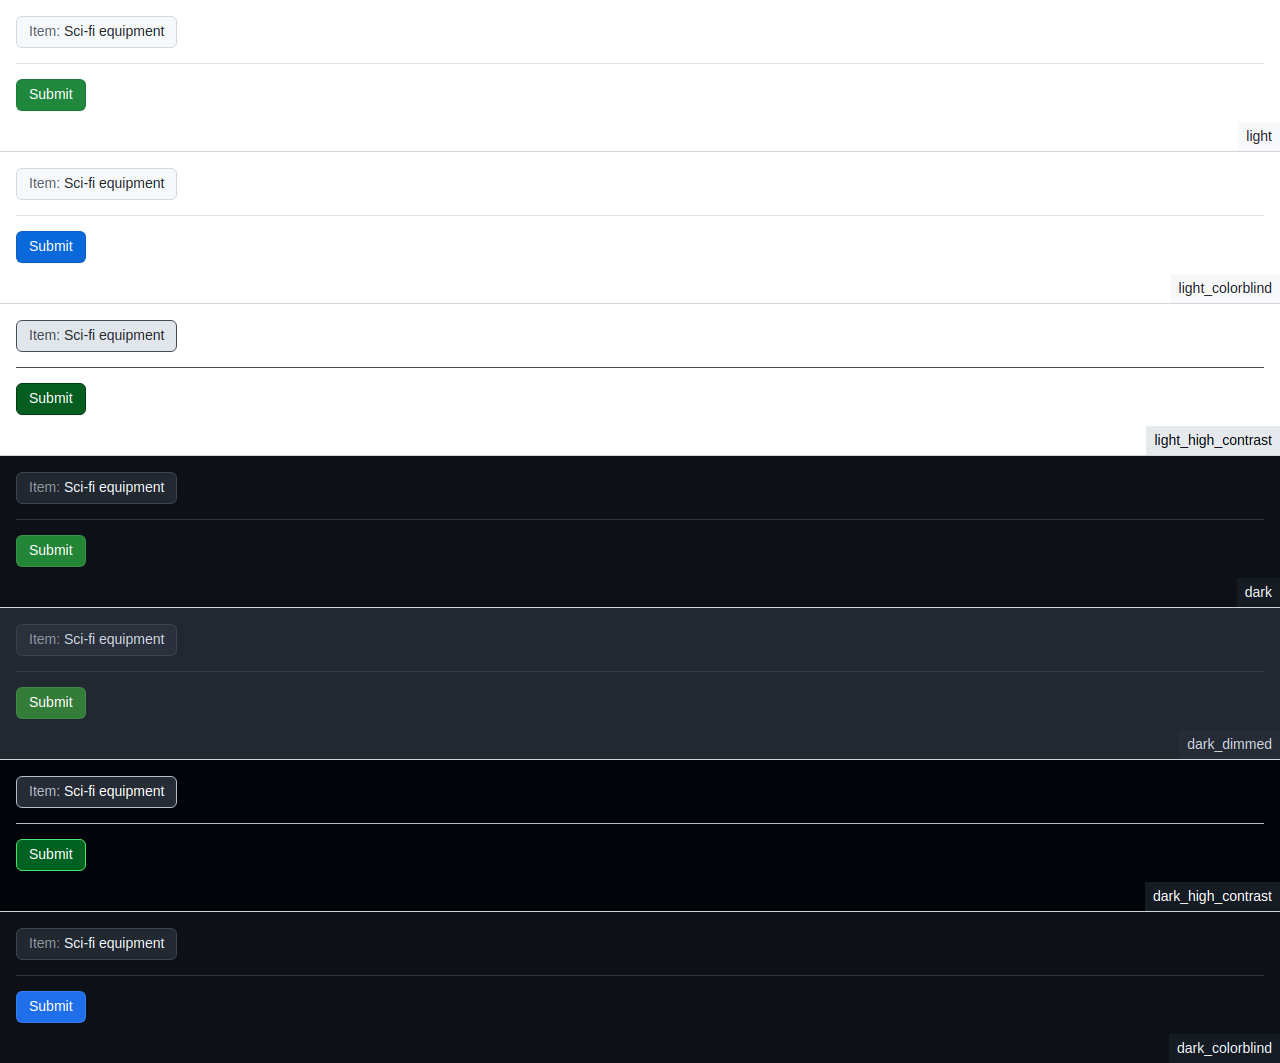 Item: Sci-fi equipment
Submit
light
Item: Sci-fi equipment
Submit
light_colorblind
Item: Sci-fi equipment
Submit
light_high_contrast
Item: Sci-fi equipment
Submit
dark
Item: Sci-fi equipment
Submit
dark_dimmed
Item: Sci-fi equipment
Submit
dark_high_contrast
Item: Sci-fi equipment
Submit
dark_colorblind